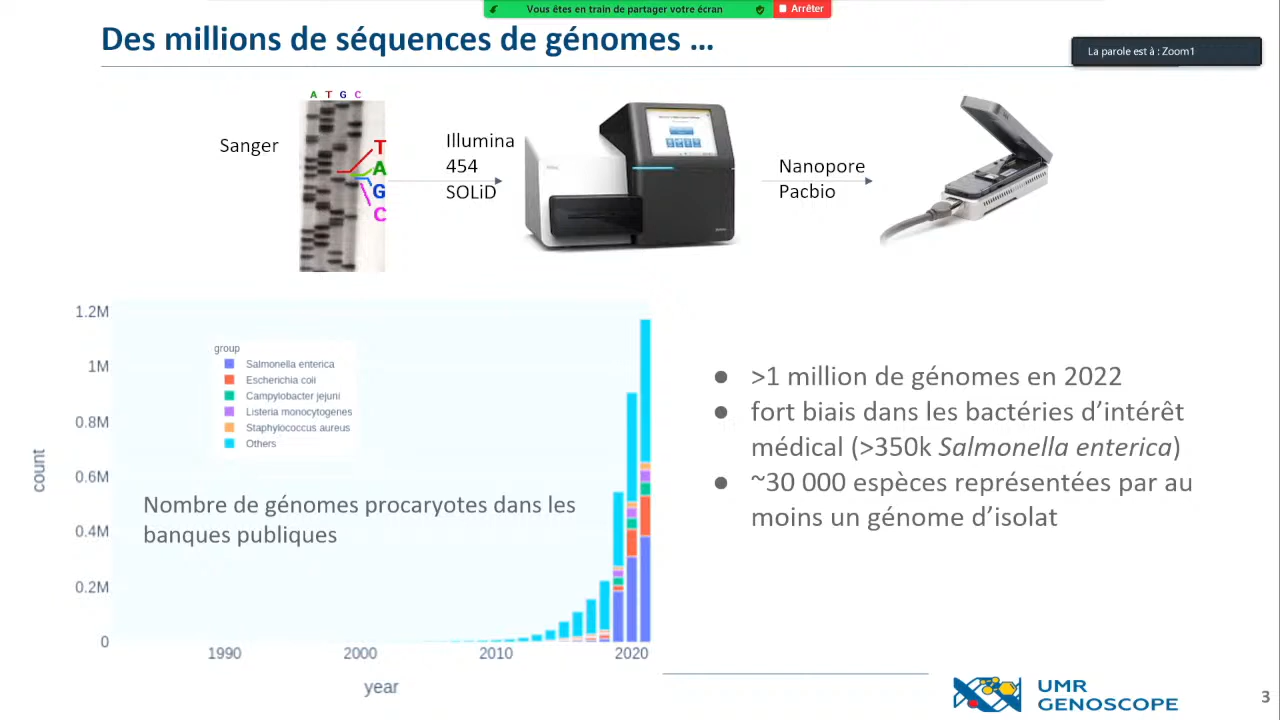 Vous êtes en train de partager votre écran
Arrêter
Des millions de séquences de génomes ...
La parole est à : Zoom1
A T G C
Sanger
T
A
G
C
Illumina
454
SOLiD
Nanopore
Pacbio
1.2M
1M
0.8M
0.6M
0.4M
0.2M
0
count
group
Salmonella enterica
Escherichia coli
Campylobacter jejuni
Listeria monocytogenes
Staphylococcus aureus
Others
Nombre de génomes procaryotes dans les
banques publiques
1990
2000
2010
2020
year
● >1 million de génomes en 2022
● fort biais dans les bactéries d’intérêt
médical (>350k Salmonella enterica)
● ~30 000 espèces représentées par au
moins un génome d’isolat
UMR
GENOSCOPE
3